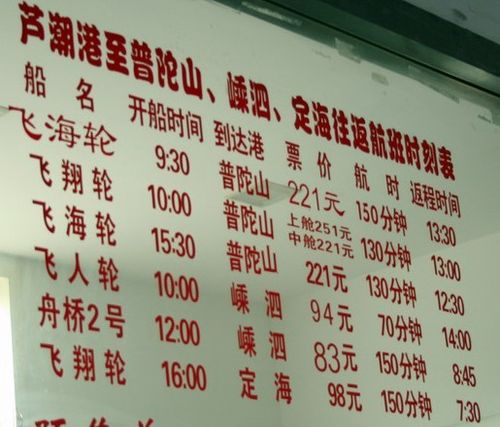 芦潮港至普陀山、嵊泗、定海往返航班时刻表
船名 开船时间 到达港 票价 航时 返程时间
飞海轮 9:30 普陀山 221元 150分钟 13:30
飞翔轮 10:00 普陀山 上舱251元 130分钟 13:00
中舱221元
飞海轮 15:30 普陀山 221元 130分钟 12:30
飞人轮 10:00 嵊泗 94元 70分钟 14:00
舟桥2号 12:00 嵊泗 83元 150分钟 8:45
飞翔轮 16:00 定海 98元 150分钟 7:30